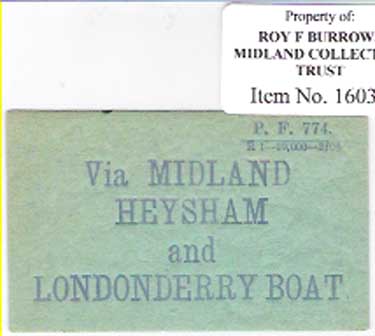 Property of:
ROY F BURROW
MIDLAND COLLECT
TRUST
Item No. 1603
P. F. 774.
Via MIDLAND
HEYSHAM
and
LONDONDERRY BOAT.